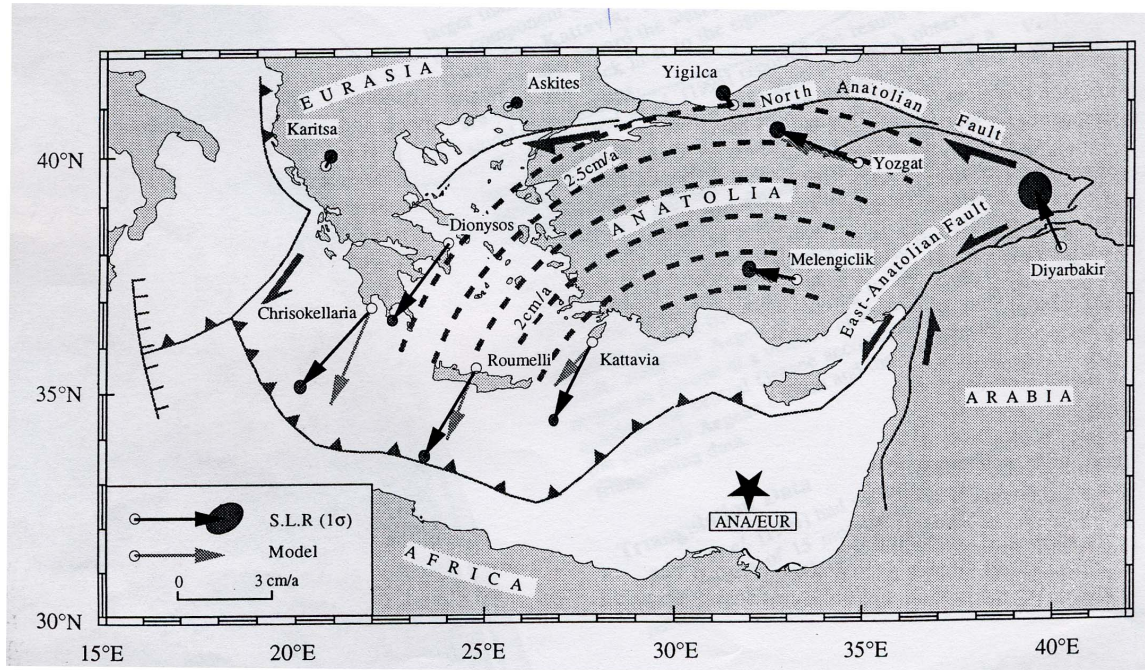 EURASIA
Askites
Yigilca
North Anatolian Fault
Karitsa
40°N
Yozgat
2.5cm/a
ANATOLIA
Dionysos
Melengiclik
East-Anatolian Fault
Diyarbakir
Chrisokellaria
2cm/a
Roumelli
Kattavia
35°N
ARABIA
S.L.R (1σ)
Model
0 3 cm/a
ANA/EUR
AFRICA
30°N
15°E 20°E 25°E 30°E 35°E 40°E